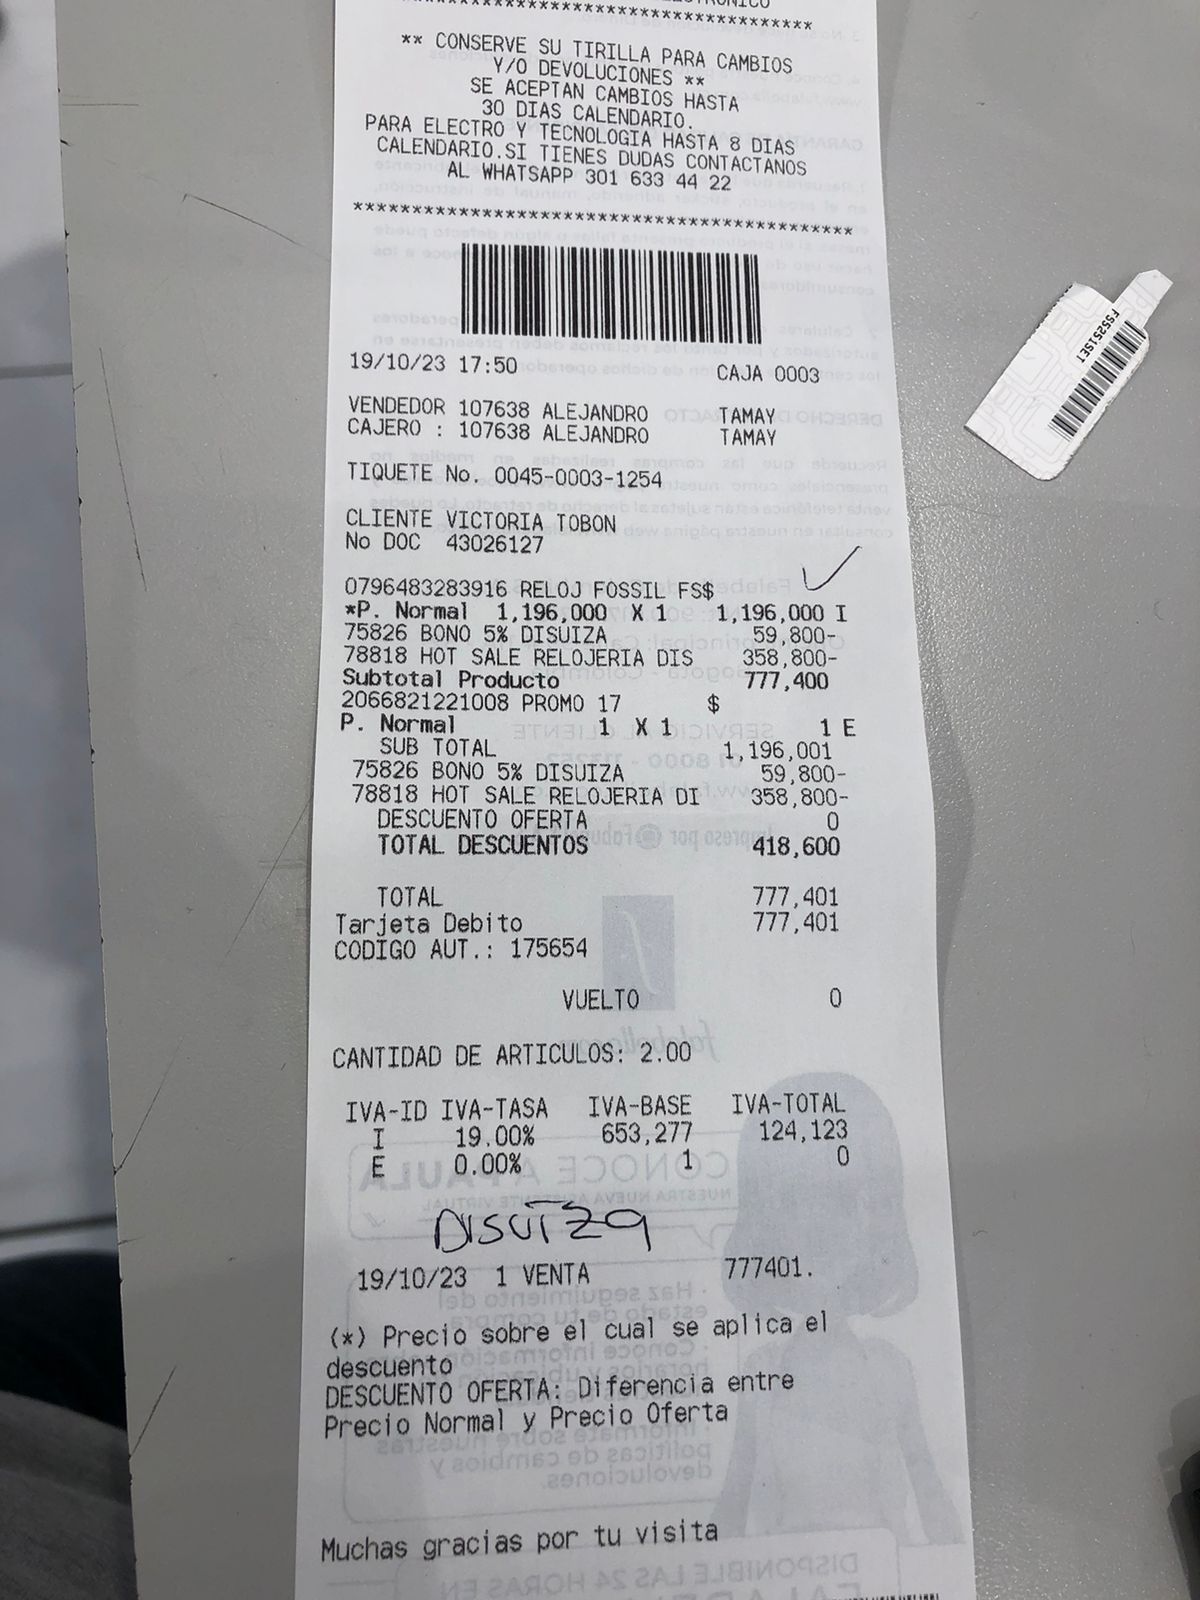 ************************************
** CONSERVE SU TIRILLA PARA CAMBIOS
Y/O DEVOLUCIONES **
SE ACEPTAN CAMBIOS HASTA
30 DIAS CALENDARIO.
PARA ELECTRO Y TECNOLOGIA HASTA 8 DIAS
CALENDARIO.SI TIENES DUDAS CONTACTANOS
AL WHATSAPP 301 633 44 22
******************************************
19/10/23 17:50 CAJA 0003
VENDEDOR 107638 ALEJANDRO TAMAY
CAJERO : 107638 ALEJANDRO TAMAY
TIQUETE No. 0045-0003-1254
CLIENTE VICTORIA TOBON
No DOC 43026127
0796483283916 RELOJ FOSSIL FS$
*P. Normal 1,196,000 X 1 1,196,000 I
75826 BONO 5% DISUIZA 59,800-
78818 HOT SALE RELOJERIA DIS 358,800-
Subtotal Producto 777,400
2066821221008 PROMO 17 $
P. Normal 1 X 1 1 E
SUB TOTAL 1,196,001
75826 BONO 5% DISUIZA 59,800-
78818 HOT SALE RELOJERIA DI 358,800-
DESCUENTO OFERTA 0
TOTAL DESCUENTOS 418,600
TOTAL 777,401
Tarjeta Debito 777,401
CODIGO AUT.: 175654
VUELTO 0
CANTIDAD DE ARTICULOS: 2.00
IVA-ID IVA-TASA IVA-BASE IVA-TOTAL
I 19.00% 653,277 124,123
E 0.00% 1 0
DISUIZA
19/10/23 1 VENTA 777401.
(*) Precio sobre el cual se aplica el
descuento
DESCUENTO OFERTA: Diferencia entre
Precio Normal y Precio Oferta
Muchas gracias por tu visita
FS5251SET